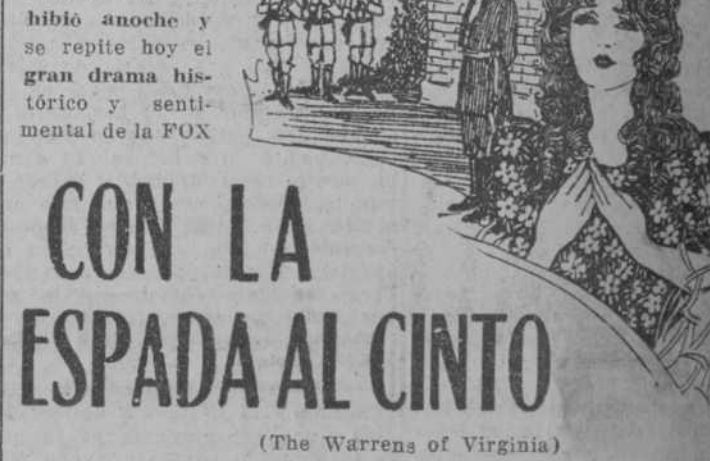 hibió anoche y
se repite hoy el
gran drama his-
tórico y senti-
mental de la FOX
CON LA
ESPADA AL CINTO
(The Warrens of Virginia)